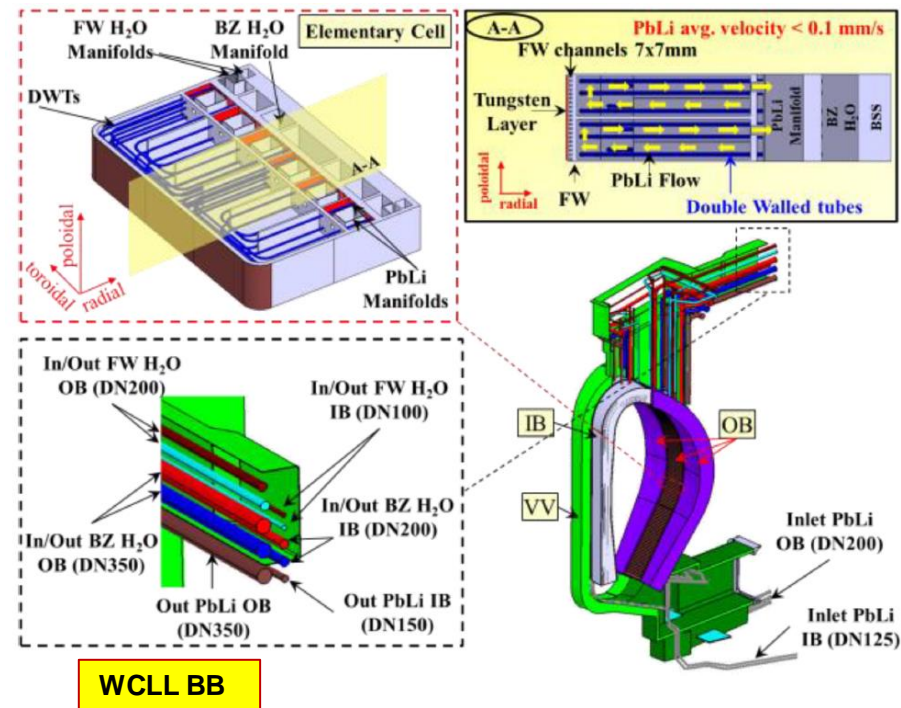 FW H₂O
Manifolds
BZ H₂O
Manifold
Elementary Cell
DWTs
A-A
poloidal
toroidal
radial
PbLi
Manifolds
A-A
PbLi avg. velocity < 0.1 mm/s
FW channels 7x7mm
Tungsten
Layer
PbLi
Manifold
BZ
H₂O
BSS
poloidal
radial
FW
PbLi Flow
Double Walled tubes
In/Out FW H₂O
OB (DN200)
In/Out FW H₂O
IB (DN100)
In/Out BZ H₂O
IB (DN200)
In/Out BZ H₂O
OB (DN350)
Out PbLi OB
(DN350)
Out PbLi IB
(DN150)
IB
OB
VV
Inlet PbLi
OB (DN200)
Inlet PbLi
IB (DN125)
WCLL BB